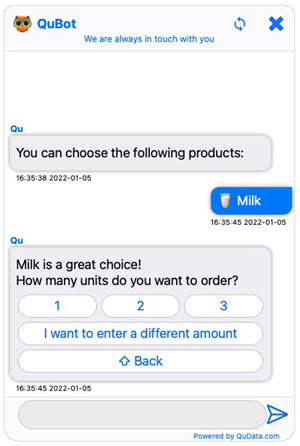 QuBot
We are always in touch with you
Qu
You can choose the following products:
16:35:38 2022-01-05
Milk
16:35:45 2022-01-05
Qu
Milk is a great choice!
How many units do you want to order?
1 2 3
I want to enter a different amount
Back
16:35:45 2022-01-05
Powered by QuData.com